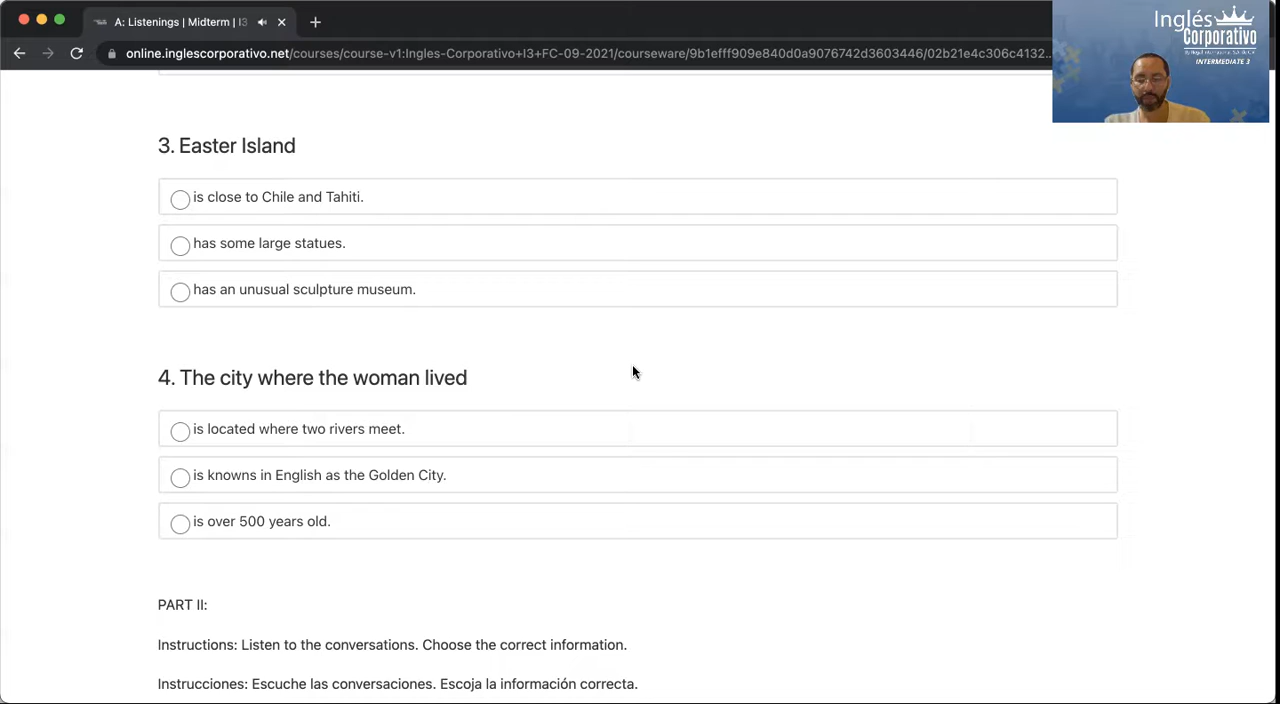 A: Listenings | Midterm | I3
online.inglescorporativo.net/courses/course-v1:Ingles-Corporativo+I3+FC-09-2021/courseware/9b1efff909e840d0a9076742d3603446/02b21e4c306c4132...
Inglés
Corporativo
INTERMEDIATE 3
3. Easter Island
is close to Chile and Tahiti.
has some large statues.
has an unusual sculpture museum.
4. The city where the woman lived
is located where two rivers meet.
is knowns in English as the Golden City.
is over 500 years old.
PART II:
Instructions: Listen to the conversations. Choose the correct information.
Instrucciones: Escuche las conversaciones. Escoja la información correcta.